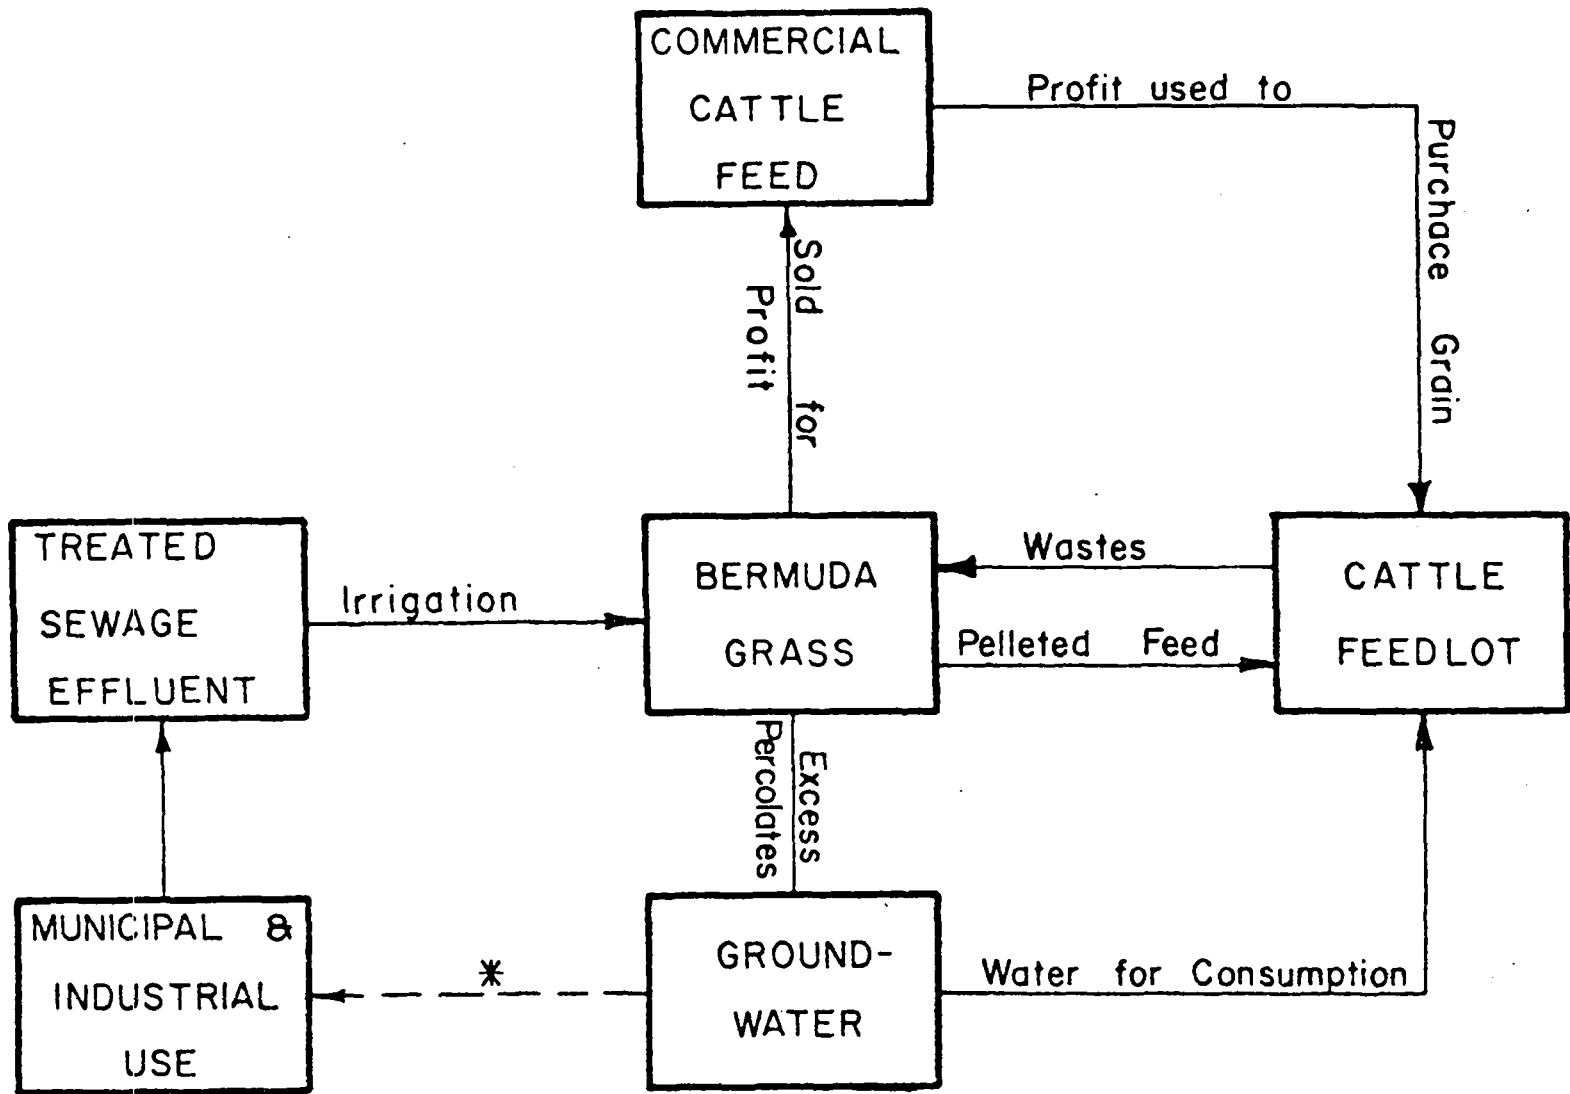 COMMERCIAL
CATTLE
FEED
Profit used to
Purchace Grain
Sold for
Profit
TREATED
SEWAGE
EFFLUENT
Irrigation
BERMUDA
GRASS
Wastes
Pelleted Feed
CATTLE
FEEDLOT
Excess
Percolates
MUNICIPAL &
INDUSTRIAL
USE
*
GROUND-
WATER
Water for Consumption